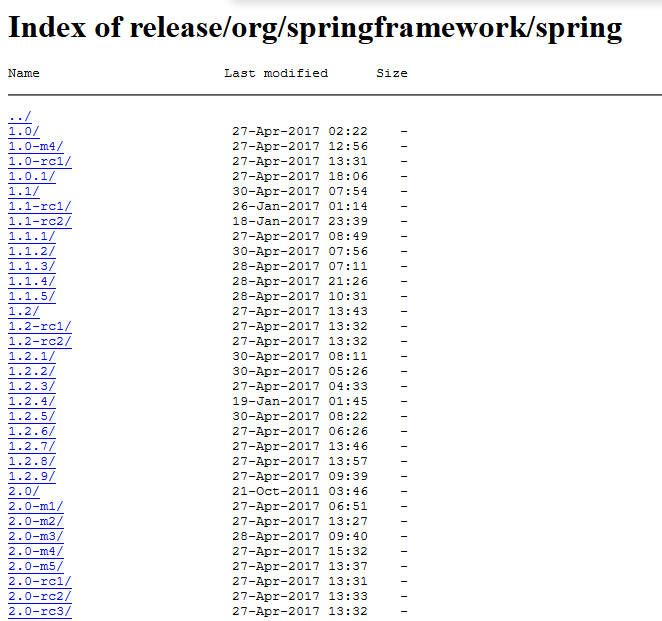 Index of release/org/springframework/spring
Name Last modified Size
../
1.0/ 27-Apr-2017 02:22 -
1.0-m4/ 27-Apr-2017 12:56 -
1.0-rc1/ 27-Apr-2017 13:31 -
1.0.1/ 27-Apr-2017 18:06 -
1.1/ 30-Apr-2017 07:54 -
1.1-rc1/ 26-Jan-2017 01:14 -
1.1-rc2/ 18-Jan-2017 23:39 -
1.1.1/ 27-Apr-2017 08:49 -
1.1.2/ 30-Apr-2017 07:56 -
1.1.3/ 28-Apr-2017 07:11 -
1.1.4/ 28-Apr-2017 21:26 -
1.1.5/ 28-Apr-2017 10:31 -
1.2/ 27-Apr-2017 13:43 -
1.2-rc1/ 27-Apr-2017 13:32 -
1.2-rc2/ 27-Apr-2017 13:32 -
1.2.1/ 30-Apr-2017 08:11 -
1.2.2/ 30-Apr-2017 05:26 -
1.2.3/ 27-Apr-2017 04:33 -
1.2.4/ 19-Jan-2017 01:45 -
1.2.5/ 30-Apr-2017 08:22 -
1.2.6/ 27-Apr-2017 06:26 -
1.2.7/ 27-Apr-2017 13:46 -
1.2.8/ 27-Apr-2017 13:57 -
1.2.9/ 27-Apr-2017 09:39 -
2.0/ 21-Oct-2011 03:46 -
2.0-m1/ 27-Apr-2017 06:51 -
2.0-m2/ 27-Apr-2017 13:27 -
2.0-m3/ 28-Apr-2017 09:40 -
2.0-m4/ 27-Apr-2017 15:32 -
2.0-m5/ 27-Apr-2017 13:37 -
2.0-rc1/ 27-Apr-2017 13:31 -
2.0-rc2/ 27-Apr-2017 13:33 -
2.0-rc3/ 27-Apr-2017 13:32 -